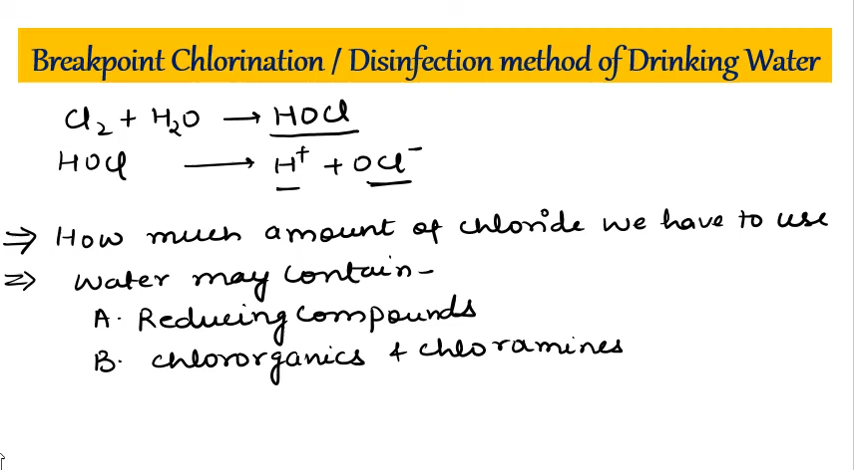 Breakpoint Chlorination / Disinfection method of Drinking Water
Cl₂ + H₂O → HOCl
HOCl → H⁺ + OCl⁻
⇒ How much amount of chloride we have to use
⇒ Water may contain –
A. Reducing compounds
B. chlororganics & chloramines